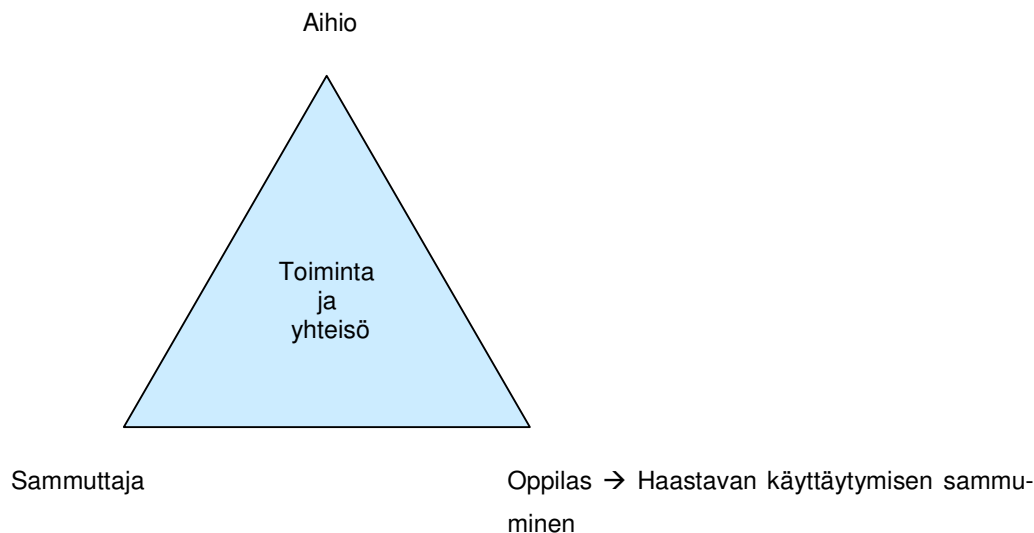 Aihio
Toiminta
ja
yhteisö
Sammuttaja
Oppilas → Haastavan käyttäytymisen sammu-
minen